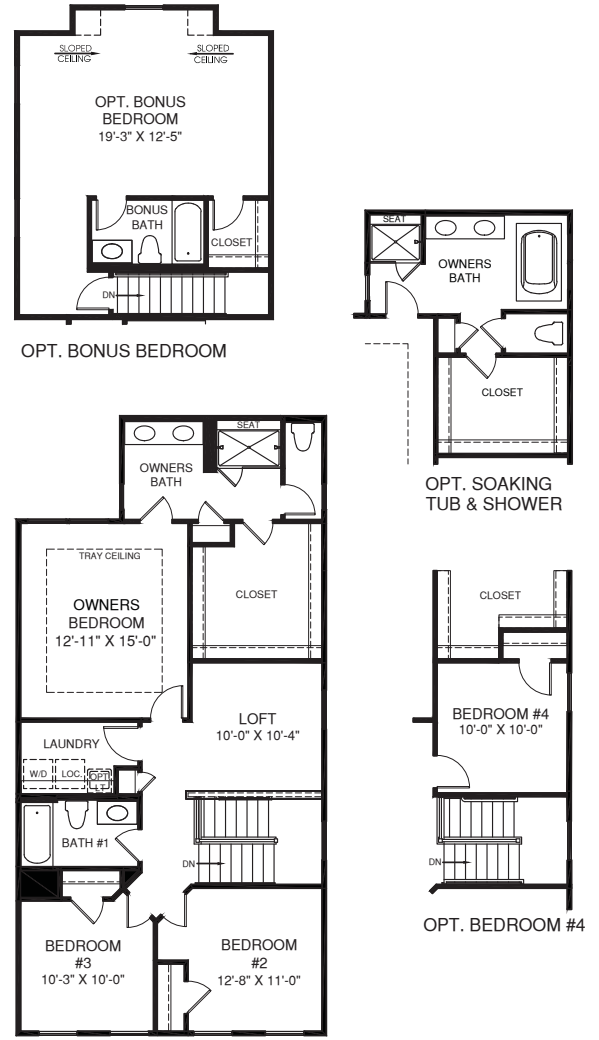 SLOPED
CEILING
SLOPED
CEILING
OPT. BONUS
BEDROOM
19'-3" X 12'-5"
BONUS
BATH
CLOSET
DN
OPT. BONUS BEDROOM
SEAT
OWNERS
BATH
CLOSET
OPT. SOAKING
TUB & SHOWER
SEAT
OWNERS
BATH
TRAY CEILING
OWNERS
BEDROOM
12'-11" X 15'-0"
CLOSET
LOFT
10'-0" X 10'-4"
LAUNDRY
W/D
LOC.
OPT
LT
BATH #1
DN
BEDROOM
#3
10'-3" X 10'-0"
BEDROOM
#2
12'-8" X 11'-0"
CLOSET
BEDROOM #4
10'-0" X 10'-0"
DN
OPT. BEDROOM #4